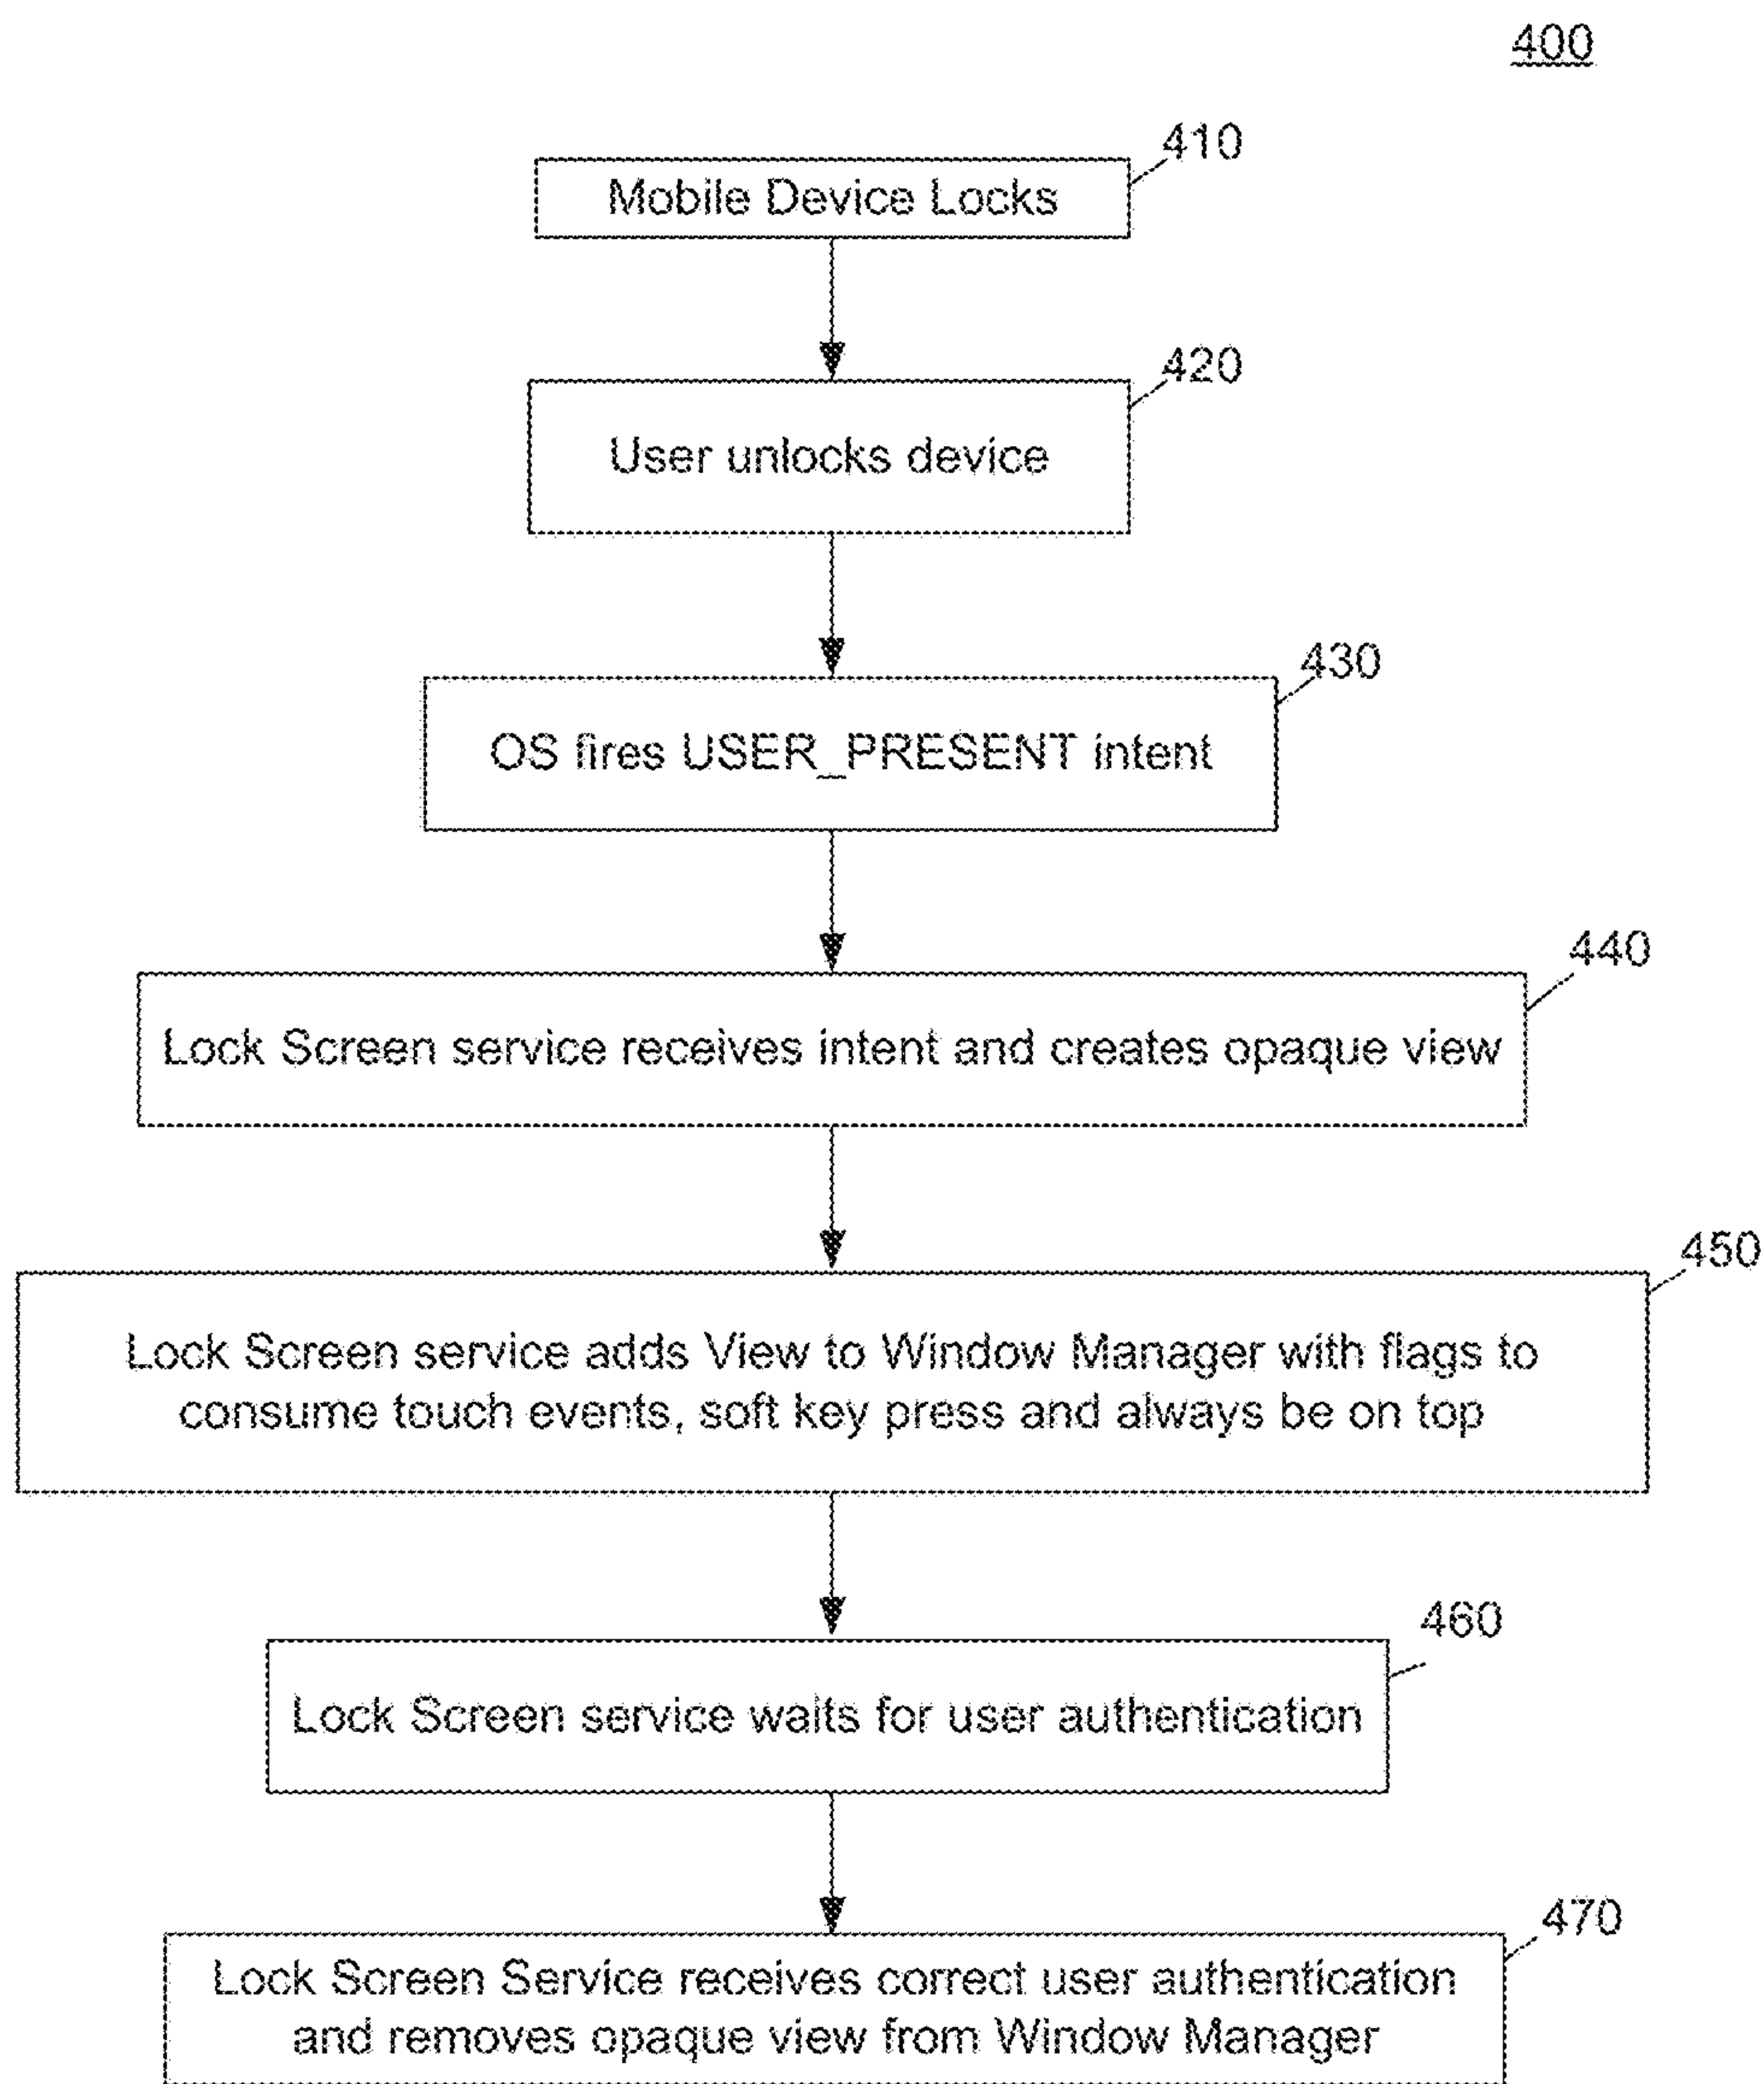 400
410
Mobile Device Locks
420
User unlocks device
430
OS fires USER_PRESENT intent
440
Lock Screen service receives intent and creates opaque view
450
Lock Screen service adds View to Window Manager with flags to
consume touch events, soft key press and always be on top
460
Lock Screen service waits for user authentication
470
Lock Screen Service receives correct user authentication
and removes opaque view from Window Manager